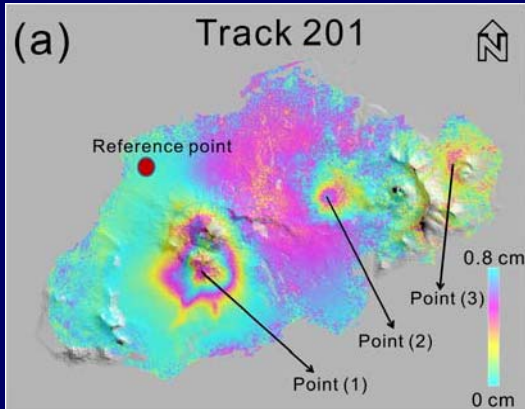 (a)
Track 201
N
Reference point
0.8 cm
Point (3)
Point (2)
Point (1)
0 cm